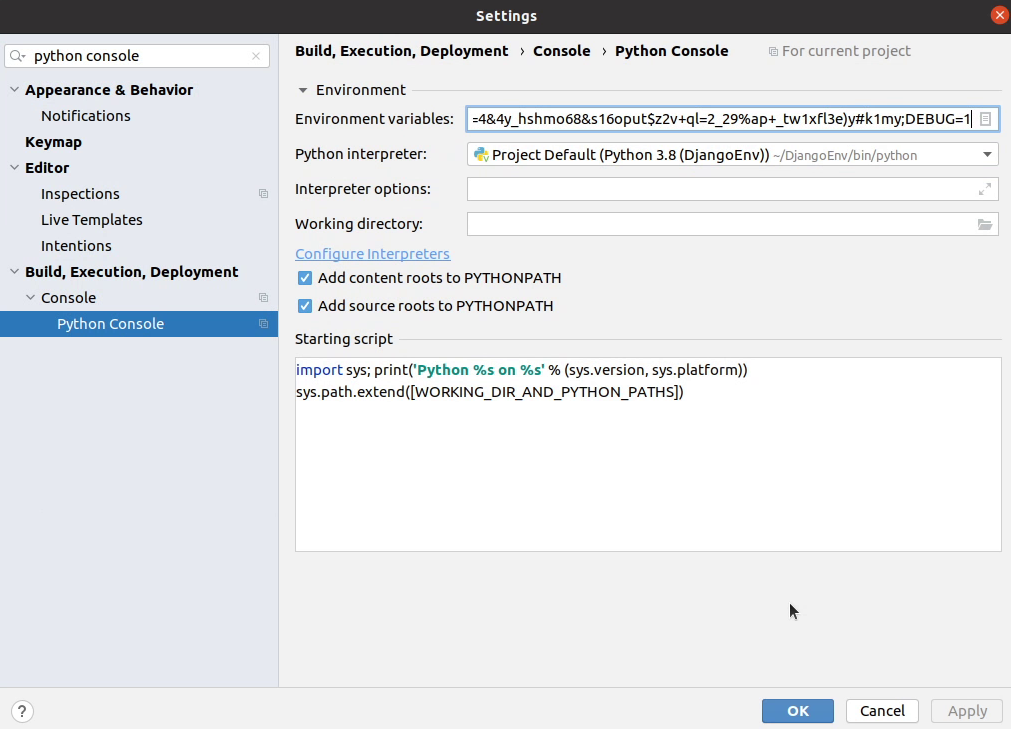 Settings
python console
Appearance & Behavior
Notifications
Keymap
Editor
Inspections
Live Templates
Intentions
Build, Execution, Deployment
Console
Python Console
Build, Execution, Deployment › Console › Python Console For current project
Environment
Environment variables: =4&4y_hshmo68&s16oput$z2v+ql=2_29%ap+_tw1xfl3e)y#k1my;DEBUG=1
Python interpreter: Project Default (Python 3.8 (DjangoEnv)) ~/DjangoEnv/bin/python
Interpreter options:
Working directory:
Configure Interpreters
Add content roots to PYTHONPATH
Add source roots to PYTHONPATH
Starting script
import sys; print('Python %s on %s' % (sys.version, sys.platform))
sys.path.extend([WORKING_DIR_AND_PYTHON_PATHS])
? OK Cancel Apply